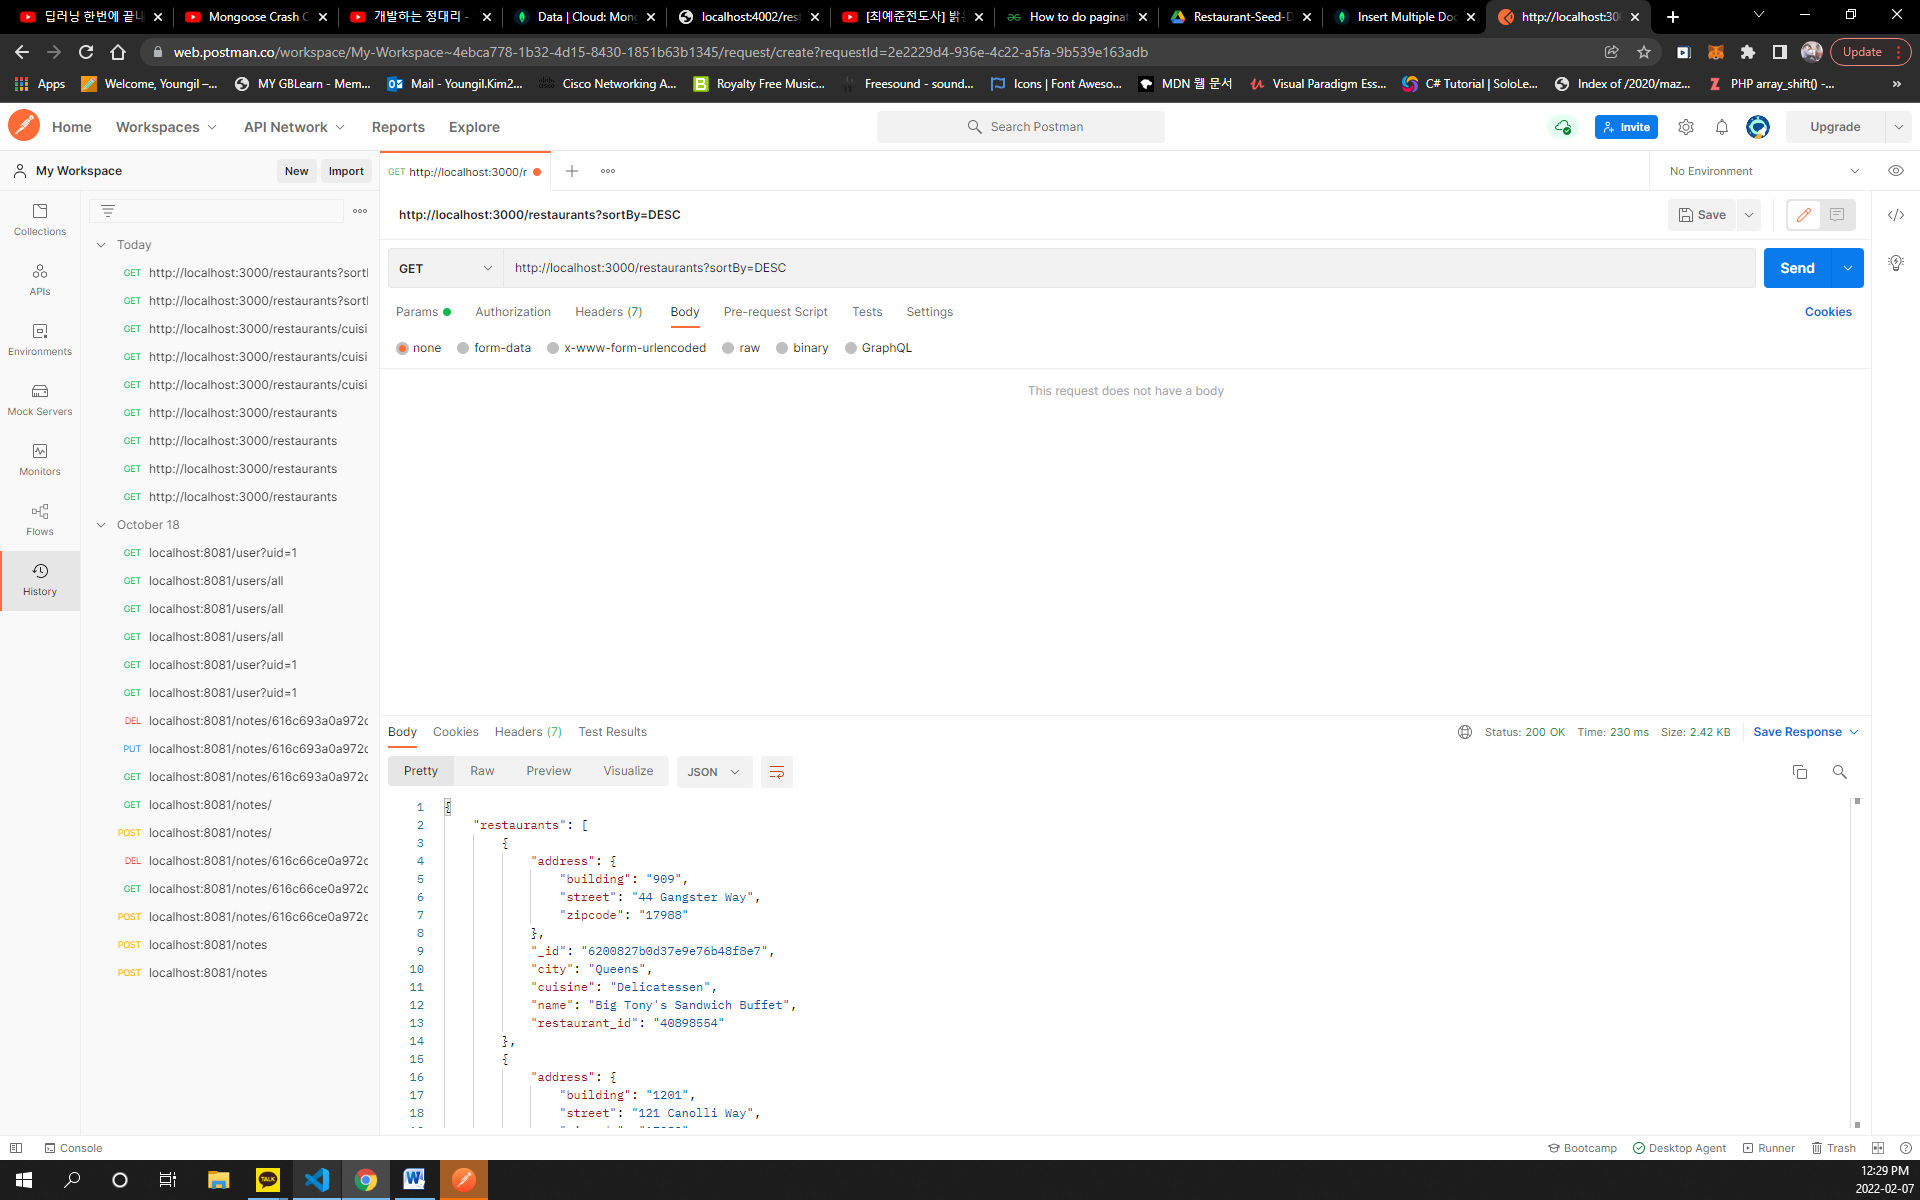 딥러닝 한번에 끝내
Mongoose Crash C
개발하는 정대리 -
Data | Cloud: Mon
localhost:4002/rest
[최예준전도사] 밝
How to do paginat
Restaurant-Seed-D
Insert Multiple Doc
http://localhost:300
web.postman.co/workspace/My-Workspace~4ebca778-1b32-4d15-8430-1851b63b1345/request/create?requestId=2e2229d4-936e-4c22-a5fa-9b539e163adb
Update
Apps
Welcome, Youngil –...
MY GBLearn - Mem...
Mail - Youngil.Kim2...
Cisco Networking A...
Royalty Free Music...
Freesound - sound...
Icons | Font Aweso...
MDN 웹 문서
Visual Paradigm Ess...
C# Tutorial | SoloLe...
Index of /2020/maz...
PHP array_shift() -...
»
Home
Workspaces
API Network
Reports
Explore
Search Postman
Invite
Upgrade
My Workspace
New
Import
GET http://localhost:3000/r
No Environment
Collections
APIs
Environments
Mock Servers
Monitors
Flows
History
Today
GET http://localhost:3000/restaurants?sort
GET http://localhost:3000/restaurants?sort
GET http://localhost:3000/restaurants/cuisi
GET http://localhost:3000/restaurants/cuisi
GET http://localhost:3000/restaurants/cuisi
GET http://localhost:3000/restaurants
GET http://localhost:3000/restaurants
GET http://localhost:3000/restaurants
GET http://localhost:3000/restaurants
October 18
GET localhost:8081/user?uid=1
GET localhost:8081/users/all
GET localhost:8081/users/all
GET localhost:8081/users/all
GET localhost:8081/user?uid=1
GET localhost:8081/user?uid=1
DEL localhost:8081/notes/616c693a0a972c
PUT localhost:8081/notes/616c693a0a972c
GET localhost:8081/notes/616c693a0a972c
GET localhost:8081/notes/
POST localhost:8081/notes/
DEL localhost:8081/notes/616c66ce0a972c
GET localhost:8081/notes/616c66ce0a972c
POST localhost:8081/notes/616c66ce0a972c
POST localhost:8081/notes
POST localhost:8081/notes
http://localhost:3000/restaurants?sortBy=DESC
Save
GET
http://localhost:3000/restaurants?sortBy=DESC
Send
Params
Authorization
Headers (7)
Body
Pre-request Script
Tests
Settings
Cookies
none
form-data
x-www-form-urlencoded
raw
binary
GraphQL
This request does not have a body
Body
Cookies
Headers (7)
Test Results
Status: 200 OK
Time: 230 ms
Size: 2.42 KB
Save Response
Pretty
Raw
Preview
Visualize
JSON
1 {
2 "restaurants": [
3 {
4 "address": {
5 "building": "909",
6 "street": "44 Gangster Way",
7 "zipcode": "17988"
8 },
9 "_id": "6200827b0d37e9e76b48f8e7",
10 "city": "Queens",
11 "cuisine": "Delicatessen",
12 "name": "Big Tony's Sandwich Buffet",
13 "restaurant_id": "40898554"
14 },
15 {
16 "address": {
17 "building": "1201",
18 "street": "121 Canolli Way",
Console
Bootcamp
Desktop Agent
Runner
Trash
TALK
12:29 PM
2022-02-07